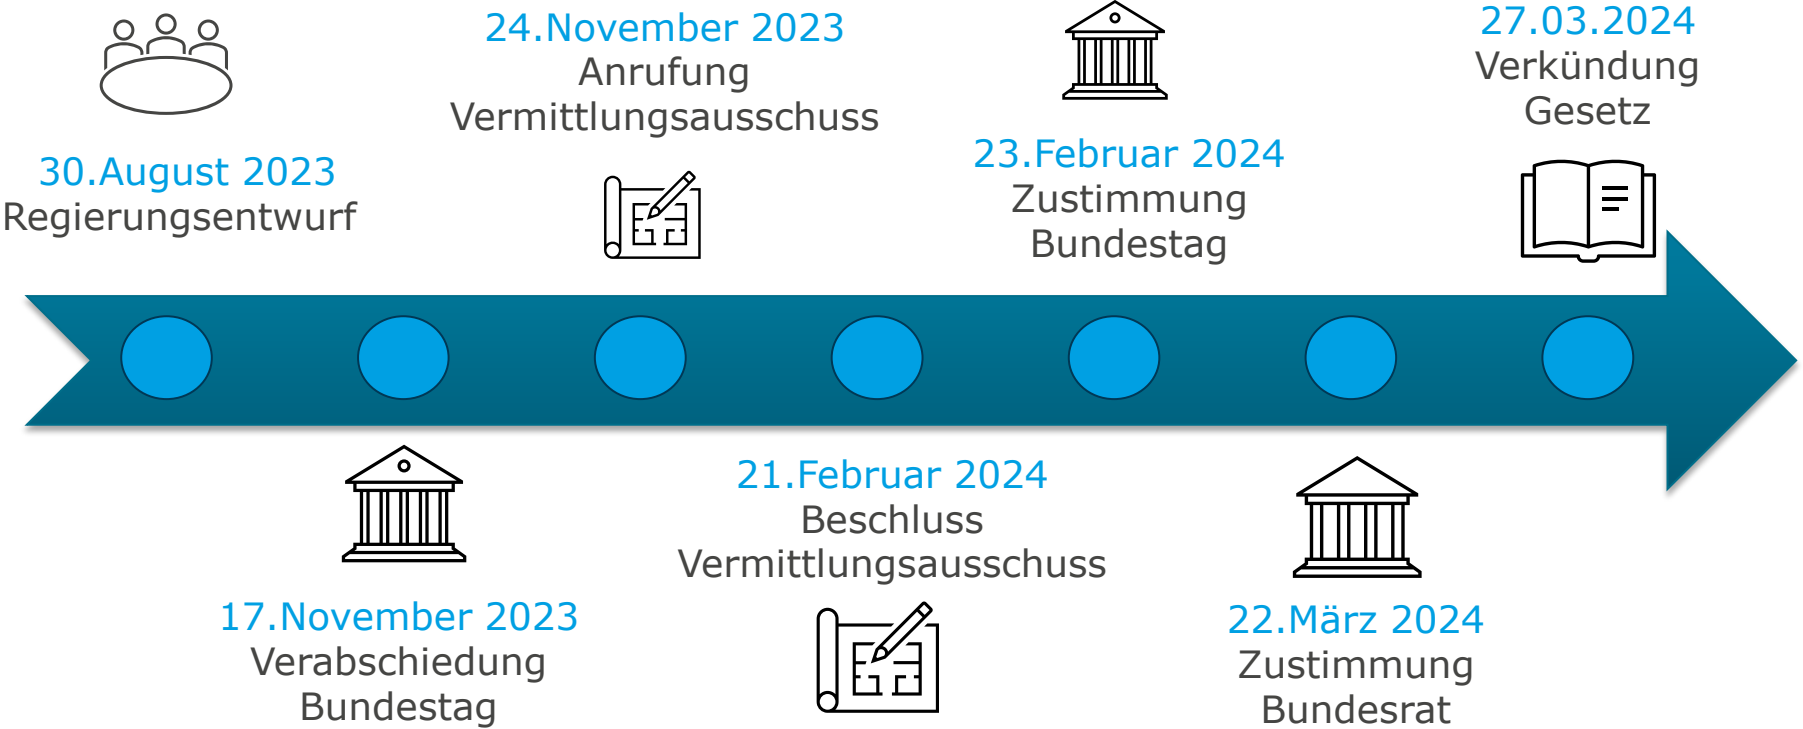 30.August 2023
Regierungsentwurf
17.November 2023
Verabschiedung
Bundestag
24.November 2023
Anrufung
Vermittlungsausschuss
21.Februar 2024
Beschluss
Vermittlungsausschuss
23.Februar 2024
Zustimmung
Bundestag
22.März 2024
Zustimmung
Bundesrat
27.03.2024
Verkündung
Gesetz